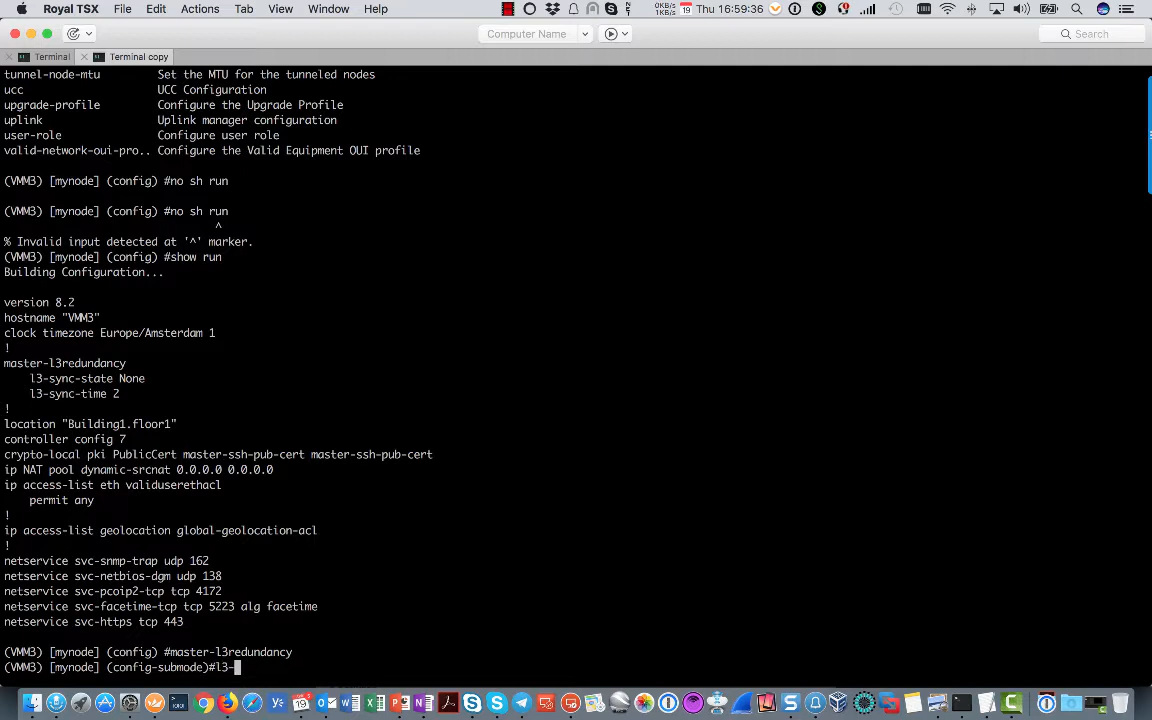 Royal TSX File Edit Actions Tab View Window Help 0KB/s 1KB/s 19 Thu 16:59:36
Computer Name Search
Terminal Terminal copy
tunnel-node-mtu Set the MTU for the tunneled nodes
ucc UCC Configuration
upgrade-profile Configure the Upgrade Profile
uplink Uplink manager configuration
user-role Configure user role
valid-network-oui-pro.. Configure the Valid Equipment OUI profile
(VMM3) [mynode] (config) #no sh run
(VMM3) [mynode] (config) #no sh run
^
% Invalid input detected at '^' marker.
(VMM3) [mynode] (config) #show run
Building Configuration...
version 8.2
hostname "VMM3"
clock timezone Europe/Amsterdam 1
!
master-l3redundancy
l3-sync-state None
l3-sync-time 2
!
location "Building1.floor1"
controller config 7
crypto-local pki PublicCert master-ssh-pub-cert master-ssh-pub-cert
ip NAT pool dynamic-srcnat 0.0.0.0 0.0.0.0
ip access-list eth validuserethacl
permit any
!
ip access-list geolocation global-geolocation-acl
!
netservice svc-snmp-trap udp 162
netservice svc-netbios-dgm udp 138
netservice svc-pcoip2-tcp tcp 4172
netservice svc-facetime-tcp tcp 5223 alg facetime
netservice svc-https tcp 443
(VMM3) [mynode] (config) #master-l3redundancy
(VMM3) [mynode] (config-submode)#l3-